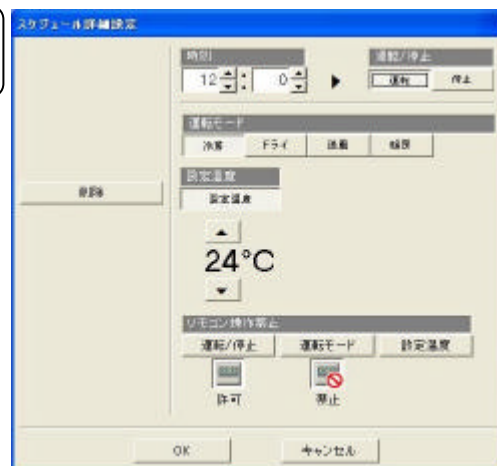 スケジュール詳細設定
時刻
運転/停止
12 : 0 運転 停止
運転モード
冷房 ドライ 送風 暖房
設定温度
設定温度
削除
24°C
リモコン操作禁止
運転/停止 運転モード 設定温度
許可 禁止
OK キャンセル